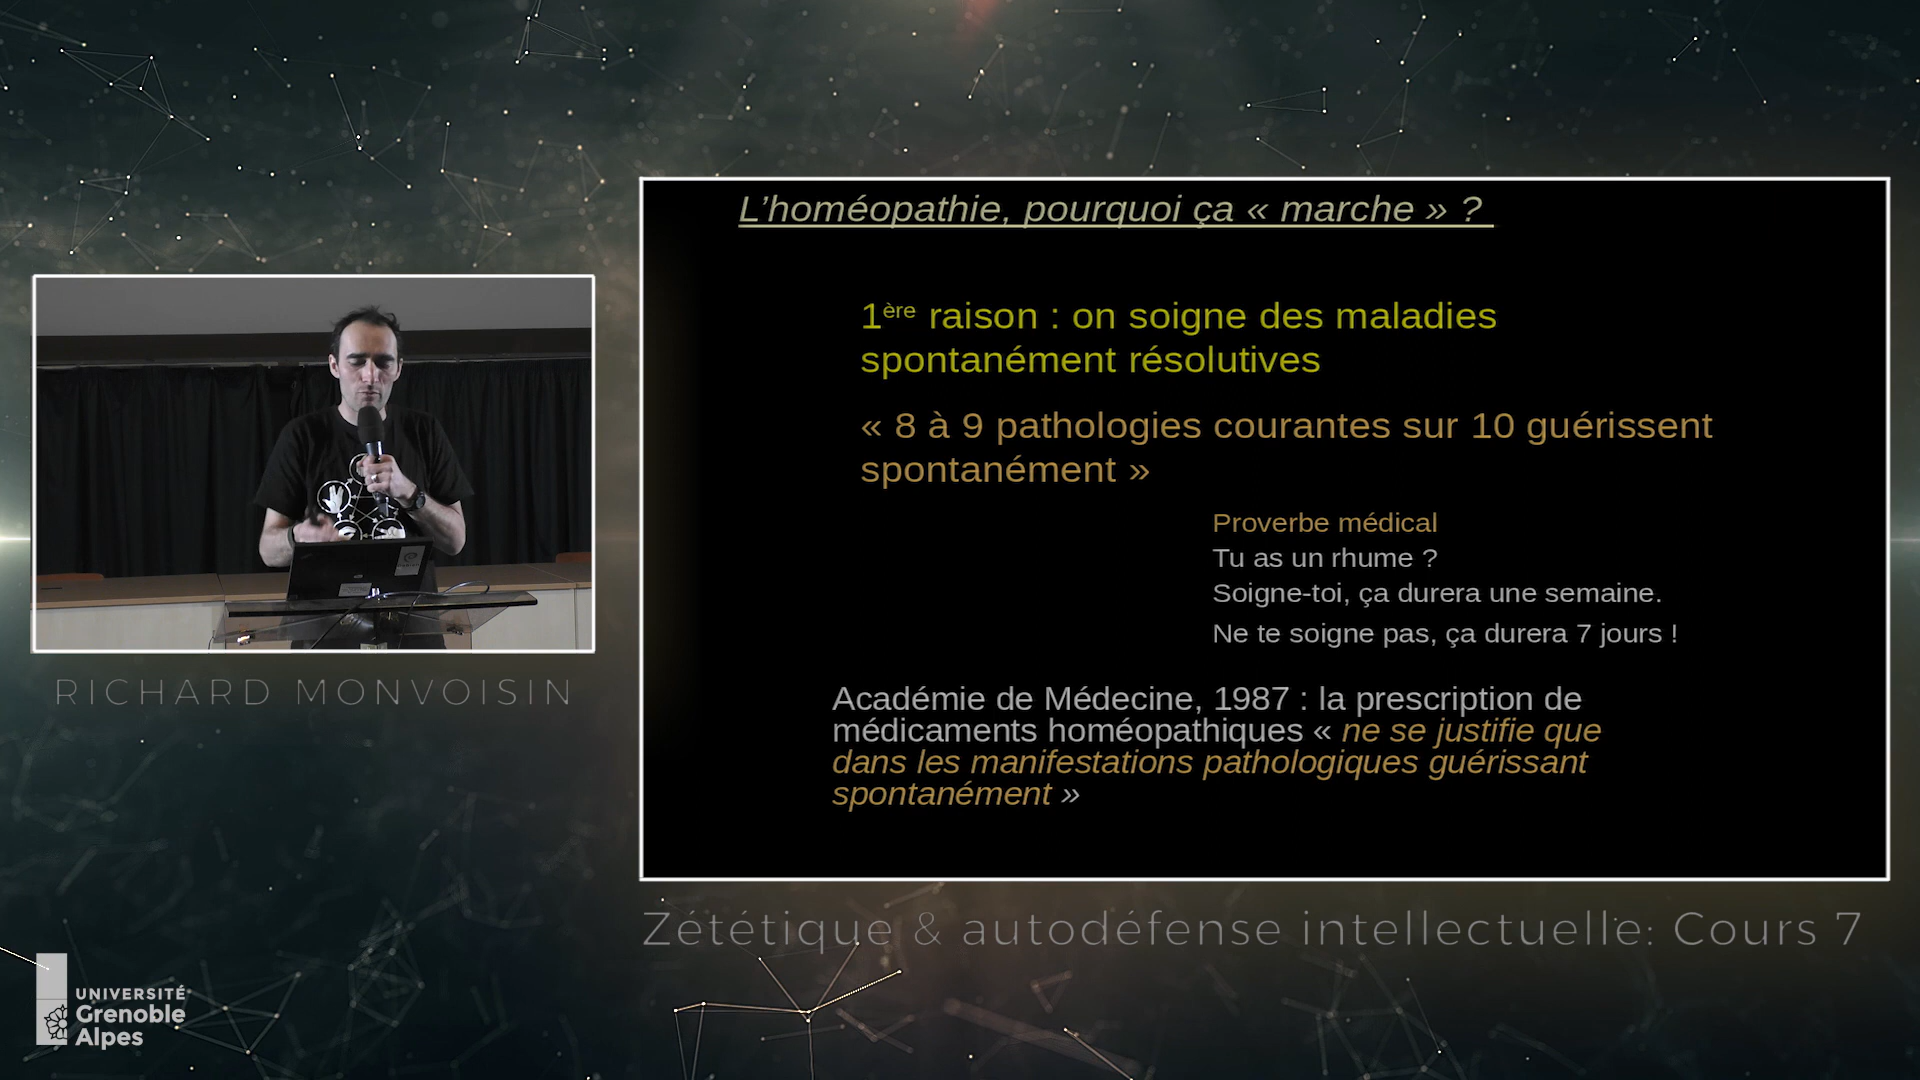 L'homéopathie, pourquoi ça « marche » ?
1ère raison : on soigne des maladies
spontanément résolutives
« 8 à 9 pathologies courantes sur 10 guérissent
spontanément »
Proverbe médical
Tu as un rhume ?
Soigne-toi, ça durera une semaine.
Ne te soigne pas, ça durera 7 jours !
Académie de Médecine, 1987 : la prescription de
médicaments homéopathiques « ne se justifie que
dans les manifestations pathologiques guérissant
spontanément »
RICHARD MONVOISIN
Zététique & autodéfense intellectuelle: Cours 7
UNIVERSITÉ
Grenoble
Alpes